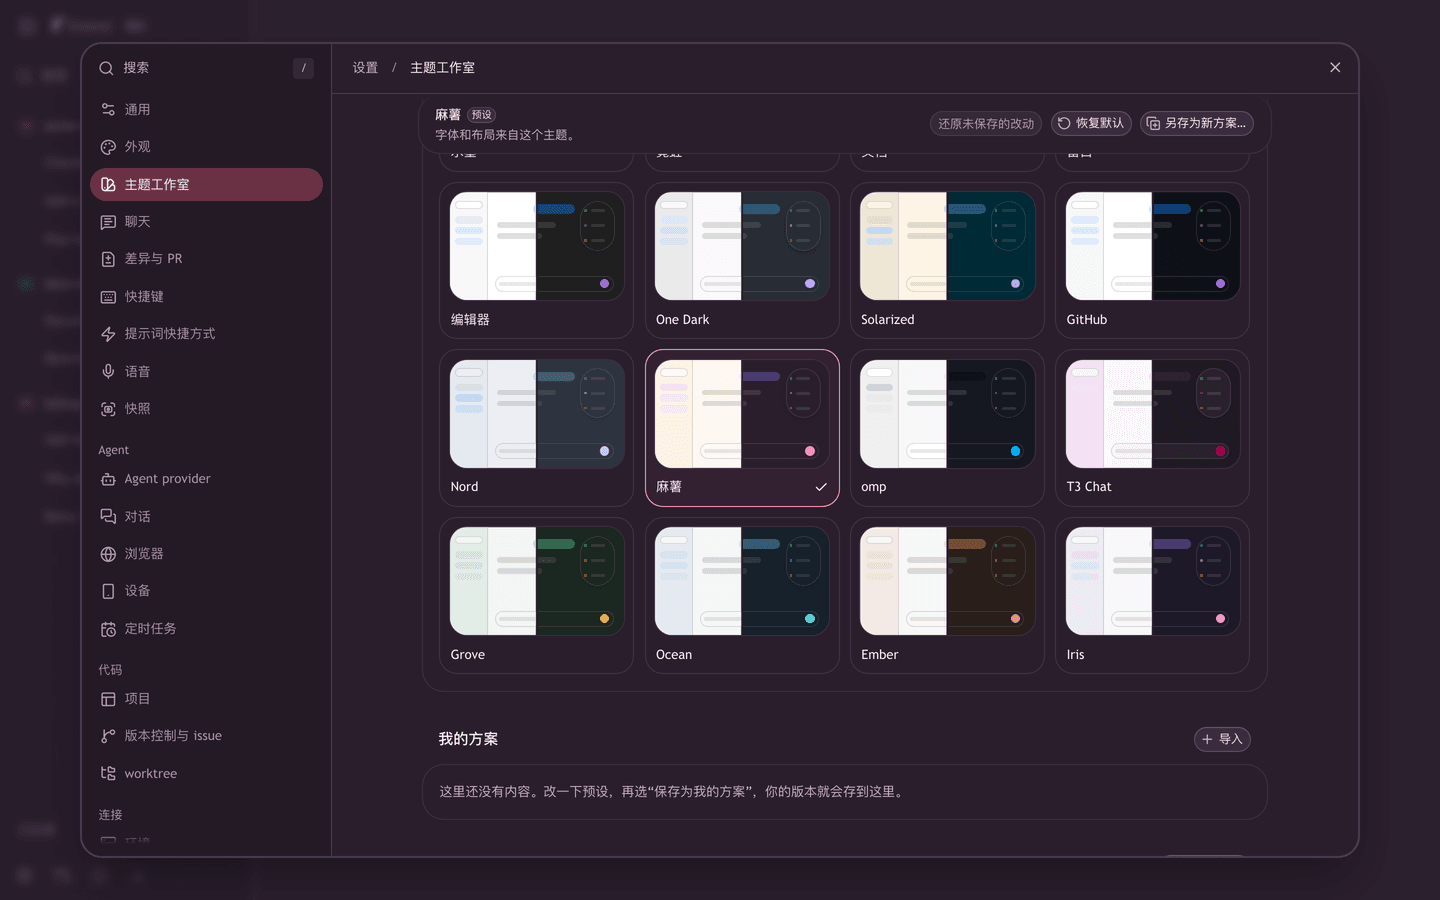 搜索
/
通用
外观
主题工作室
聊天
差异与 PR
快捷键
提示词快捷方式
语音
快照
Agent
Agent provider
对话
浏览器
设备
定时任务
代码
项目
版本控制与 issue
worktree
连接
环境
设置 / 主题工作室
麻薯 预设
字体和布局来自这个主题。
还原未保存的改动
恢复默认
另存为新方案...
编辑器
One Dark
Solarized
GitHub
Nord
麻薯
omp
T3 Chat
Grove
Ocean
Ember
Iris
我的方案
导入
这里还没有内容。改一下预设，再选“保存为我的方案”，你的版本就会存到这里。